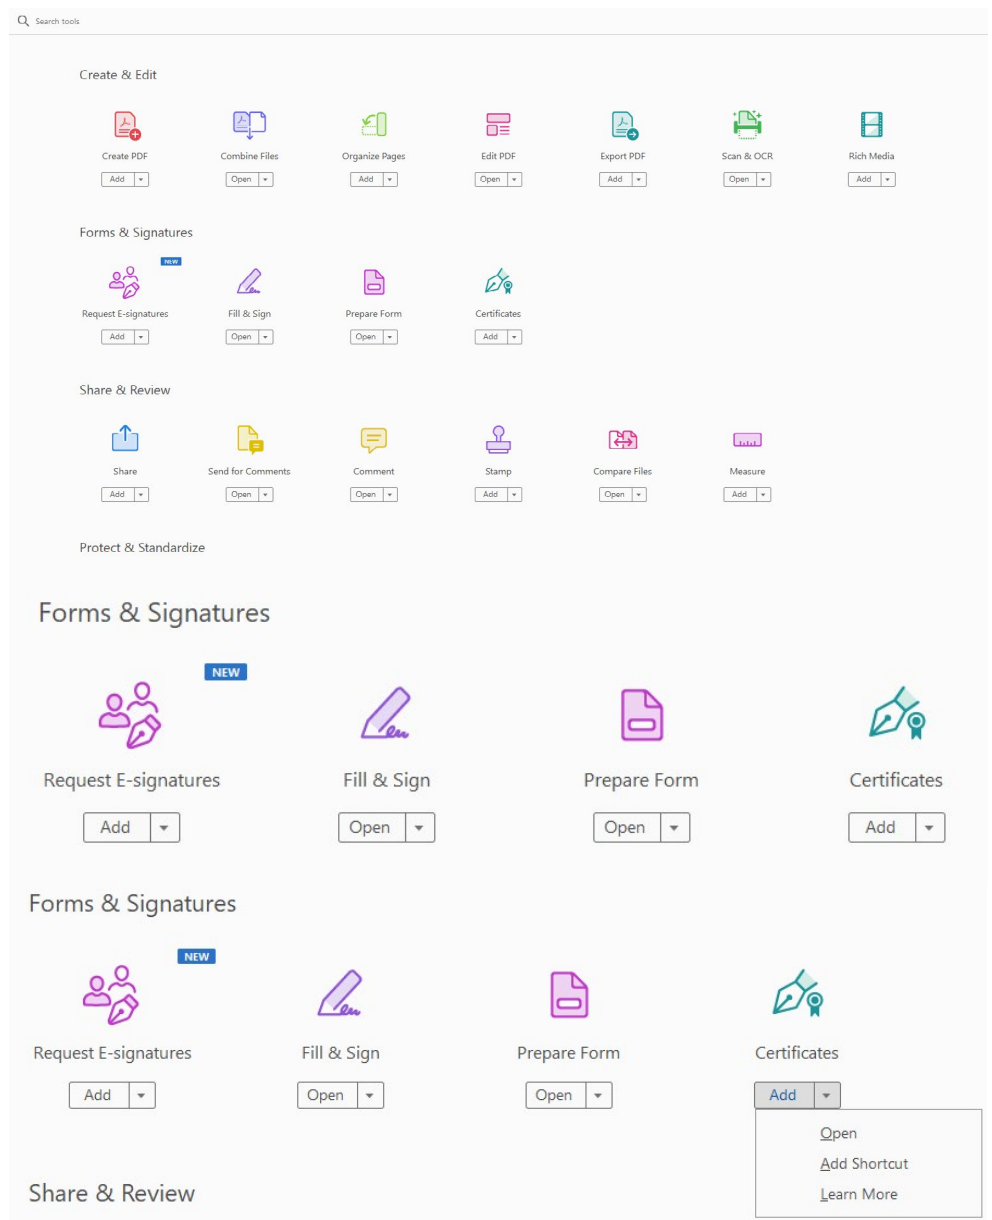 Search tools
Create & Edit
Create PDF Combine Files Organize Pages Edit PDF Export PDF Scan & OCR Rich Media
Add Open Add Open Add Open Add
Forms & Signatures
NEW
Request E-signatures Fill & Sign Prepare Form Certificates
Add Open Open Add
Share & Review
Share Send for Comments Comment Stamp Compare Files Measure
Add Open Open Add Open Add
Protect & Standardize
Forms & Signatures
NEW
Request E-signatures Fill & Sign Prepare Form Certificates
Add Open Open Add
Forms & Signatures
NEW
Request E-signatures Fill & Sign Prepare Form Certificates
Add Open Open Add
Open
Add Shortcut
Learn More
Share & Review